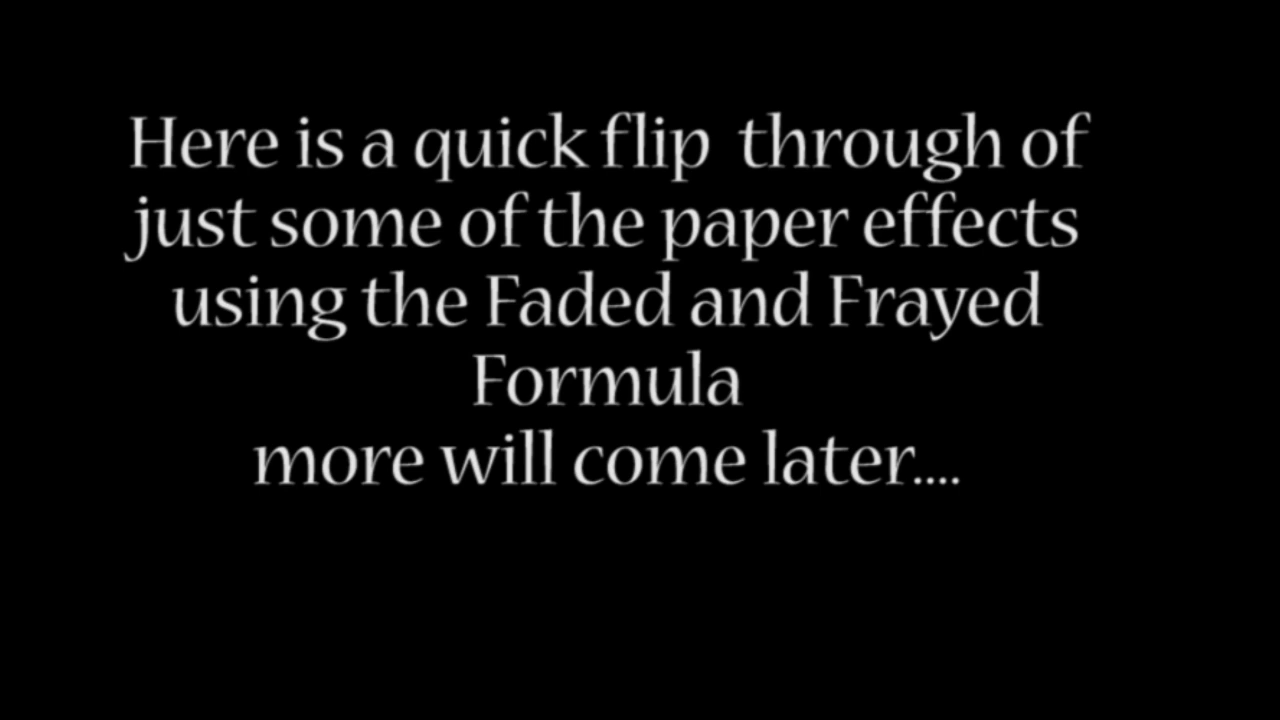 Here is a quick flip  through of
just some of the paper effects
using the Faded and Frayed
Formula
more will come later....